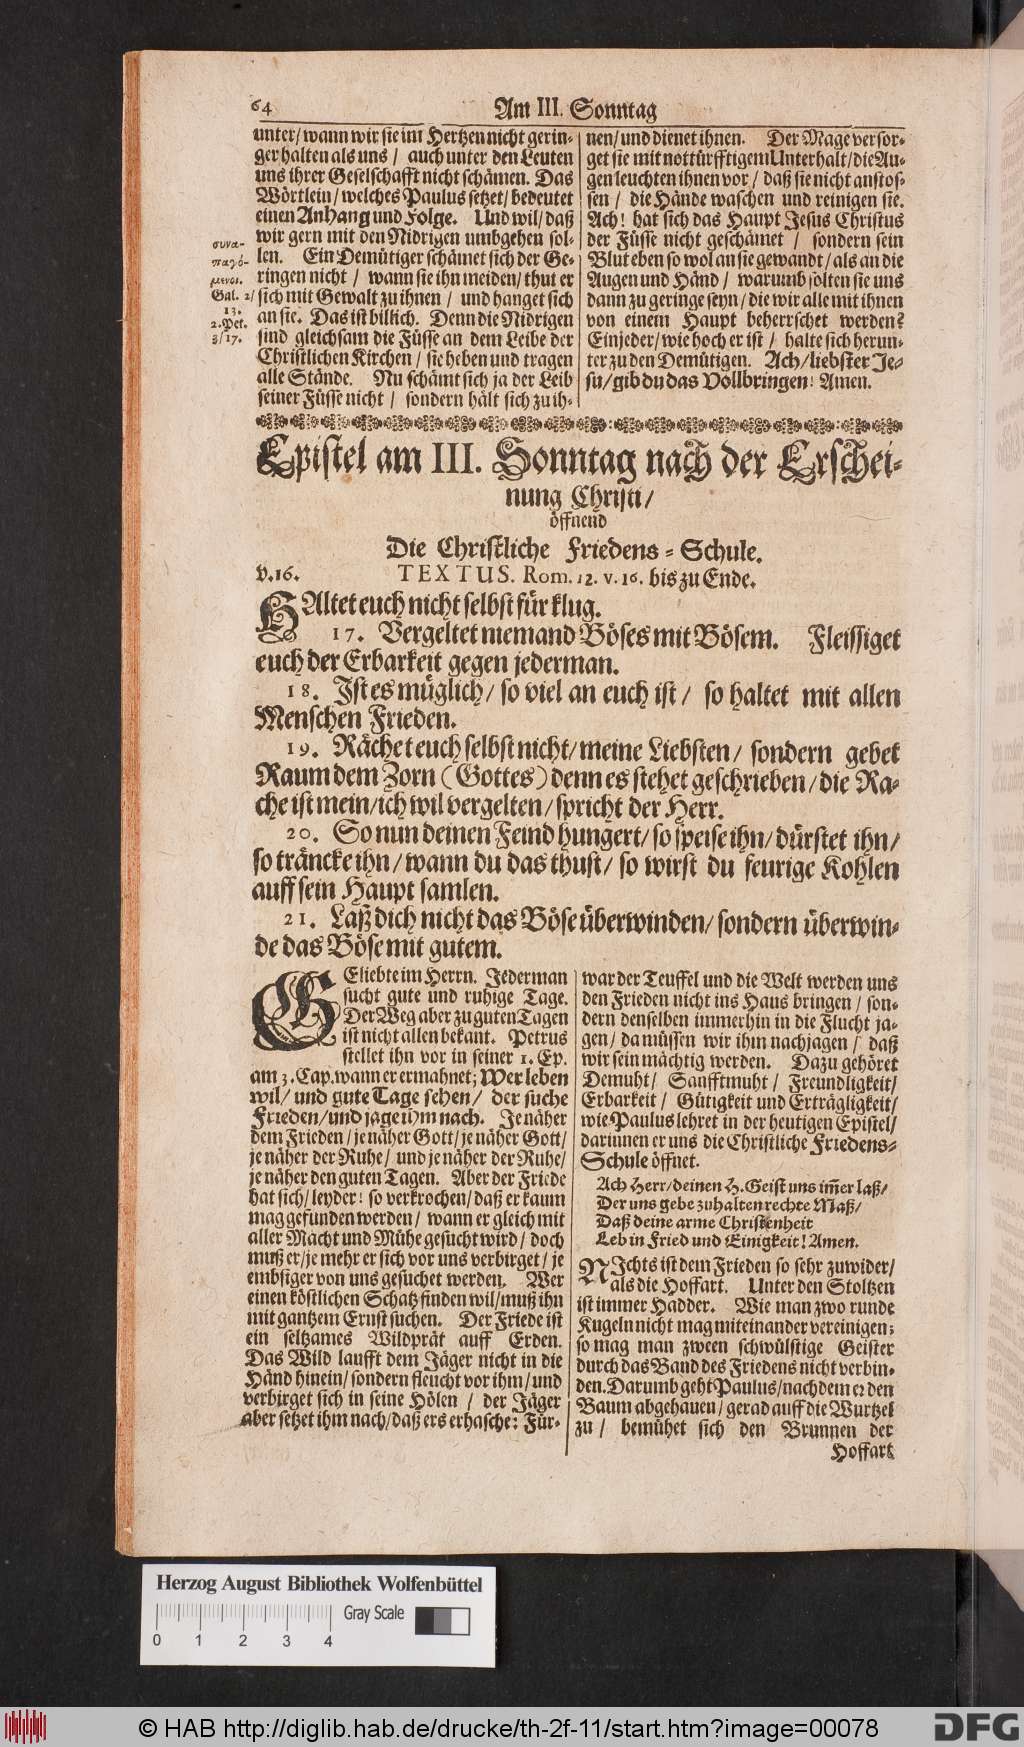 64
Am III. Sonntag
unter/ wann wir sie im Hertzen nicht gerin-
ger halten als uns / auch unter den Leuten
uns ihrer Geselschafft nicht schämen. Das
Wörtlein/ welches Paulus setzet/ bedeutet
einen Anhang und Folge. Und wil/ daß
wir gern mit den Nidrigen umbgehen sol-
len. Ein Demütiger schämet sich der Ge-
ringen nicht / wann sie ihn meiden/ thut er
sich mit Gewalt zu ihnen / und hanget sich
an sie. Das ist billich. Denn die Nidrigen
sind gleichsam die Füsse an dem Leibe der
Christlichen Kirchen / sie heben und tragen
alle Stände. Nu schämt sich ja der Leib
seiner Füsse nicht / sondern hält sich zu ih-
συνα-
παγό-
μενοι.
Gal. 2/
13.
2. Pet.
3/17.
nen/ und dienet ihnen. Der Mage versor-
get sie mit nottürfftigem Unterhalt/ die Au-
gen leuchten ihnen vor / daß sie nicht anstos-
sen / die Hände waschen und reinigen sie.
Ach! hat sich das Haupt Jesus Christus
der Füsse nicht geschämet / sondern sein
Blut eben so wol an sie gewandt/ als an die
Augen und Händ / warumb solten sie uns
dann zu geringe seyn/ die wir alle mit ihnen
von einem Haupt beherrschet werden?
Ein jeder/ wie hoch er ist / halte sich herun-
ter zu den Demütigen. Ach/ liebster Je-
su/ gib du das Vollbringen! Amen.
Epistel am III. Sonntag nach der Erschei-
nung Christi/
öffnend
Die Christliche Friedens-Schule.
v.16. TEXTUS. Rom. 12. v. 16. bis zu Ende.
HAltet euch nicht selbst für klug.
17. Vergeltet niemand Böses mit Bösem. Fleissiget
euch der Erbarkeit gegen jederman.
18. Ist es müglich/ so viel an euch ist/ so haltet mit allen
Menschen Frieden.
19. Rächet euch selbst nicht/ meine Liebsten/ sondern gebet
Raum dem Zorn (Gottes) denn es stehet geschrieben/ die Ra-
che ist mein/ ich wil vergelten/ spricht der Herr.
20. So nun deinen Feind hungert/ so speise ihn/ dürstet ihn/
so träncke ihn/ wann du das thust/ so wirst du feurige Kohlen
auff sein Haupt samlen.
21. Laß dich nicht das Böse überwinden/ sondern überwin-
de das Böse mit gutem.
GEliebte im Herrn. Jederman
sucht gute und ruhige Tage.
Der Weg aber zu guten Tagen
ist nicht allen bekant. Petrus
stellet ihn vor in seiner 1. Ep.
am 3. Cap. wann er ermahnet; Wer leben
wil/ und gute Tage sehen/ der suche
Frieden/ und jage ihm nach. Je näher
dem Frieden / je näher Gott/ je näher Gott/
je näher der Ruhe/ und je näher der Ruhe/
je näher den guten Tagen. Aber der Friede
hat sich/ leyder! so verkrochen/ daß er kaum
mag gefunden werden/ wann er gleich mit
aller Macht und Mühe gesucht wird/ doch
muß er/ je mehr er sich vor uns verbirget / je
embsiger von uns gesuchet werden. Wer
einen köstlichen Schatz finden wil/ muß ihn
mit gantzem Ernst suchen. Der Friede ist
ein seltzames Wildprät auff Erden.
Das Wild laufft dem Jäger nicht in die
Händ hinein/ sondern fleucht vor ihm/ und
verbirget sich in seine Hölen / der Jäger
aber setzet ihm nach/ daß ers erhasche: Für-
war der Teuffel und die Welt werden uns
den Frieden nicht ins Haus bringen / son-
dern denselben immerhin in die Flucht ja-
gen/ da müssen wir ihm nachjagen / daß
wir sein mächtig werden. Dazu gehöret
Demuht/ Sanfftmuht / Freundligkeit/
Erbarkeit / Gütigkeit und Erträgligkeit/
wie Paulus lehret in der heutigen Epistel/
darinnen er uns die Christliche Friedens-
Schule öffnet.
Ach Herr/ deinen H. Geist uns im̄er laß/
Der uns gebe zuhalten rechte Maß/
Daß deine arme Christenheit
Leb in Fried und Einigkeit! Amen.
NIchts ist dem Frieden so sehr zuwider/
als die Hoffart. Unter den Stoltzen
ist immer Hadder. Wie man zwo runde
Kugeln nicht mag miteinander vereinigen;
so mag man zween schwülstige Geister
durch das Band des Friedens nicht verbin-
den. Darumb geht Paulus/ nachdem er den
Baum abgehauen/ gerad auff die Wurtzel
zu / bemühet sich den Brunnen der
Hoffart
Herzog August Bibliothek Wolfenbüttel
Gray Scale
0 1 2 3 4
© HAB http://diglib.hab.de/drucke/th-2f-11/start.htm?image=00078
DFG